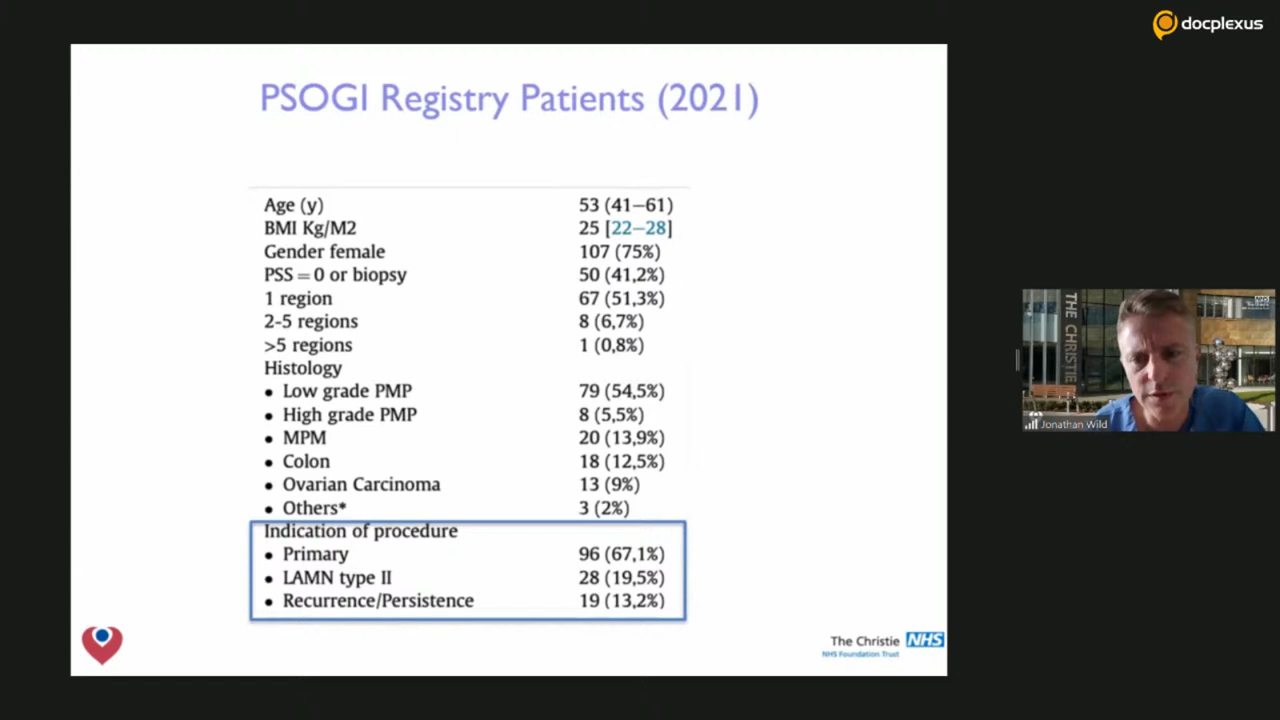 docplexus
PSOGI Registry Patients (2021)
Age (y) 53 (41–61)
BMI Kg/M2 25 [22–28]
Gender female 107 (75%)
PSS = 0 or biopsy 50 (41,2%)
1 region 67 (51,3%)
2-5 regions 8 (6,7%)
>5 regions 1 (0,8%)
Histology
• Low grade PMP 79 (54,5%)
• High grade PMP 8 (5,5%)
• MPM 20 (13,9%)
• Colon 18 (12,5%)
• Ovarian Carcinoma 13 (9%)
• Others* 3 (2%)
Indication of procedure
• Primary 96 (67,1%)
• LAMN type II 28 (19,5%)
• Recurrence/Persistence 19 (13,2%)
The Christie NHS
NHS Foundation Trust
THE CHRISTIE
NHS
Jonathan Wild